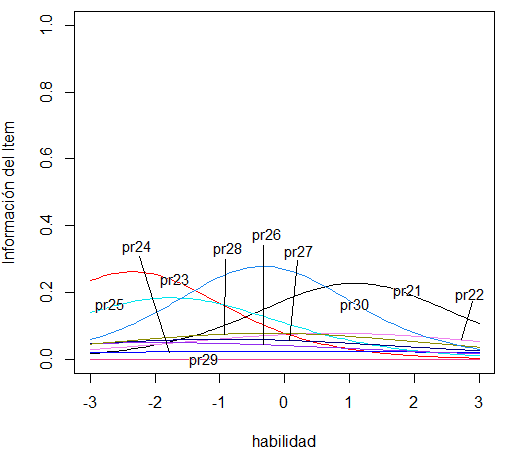 1.0
0.8
0.6
0.4
0.2
0.0
Información del Item
pr24
pr23
pr28
pr26
pr27
pr21
pr22
pr25
pr30
pr29
-3 -2 -1 0 1 2 3
habilidad